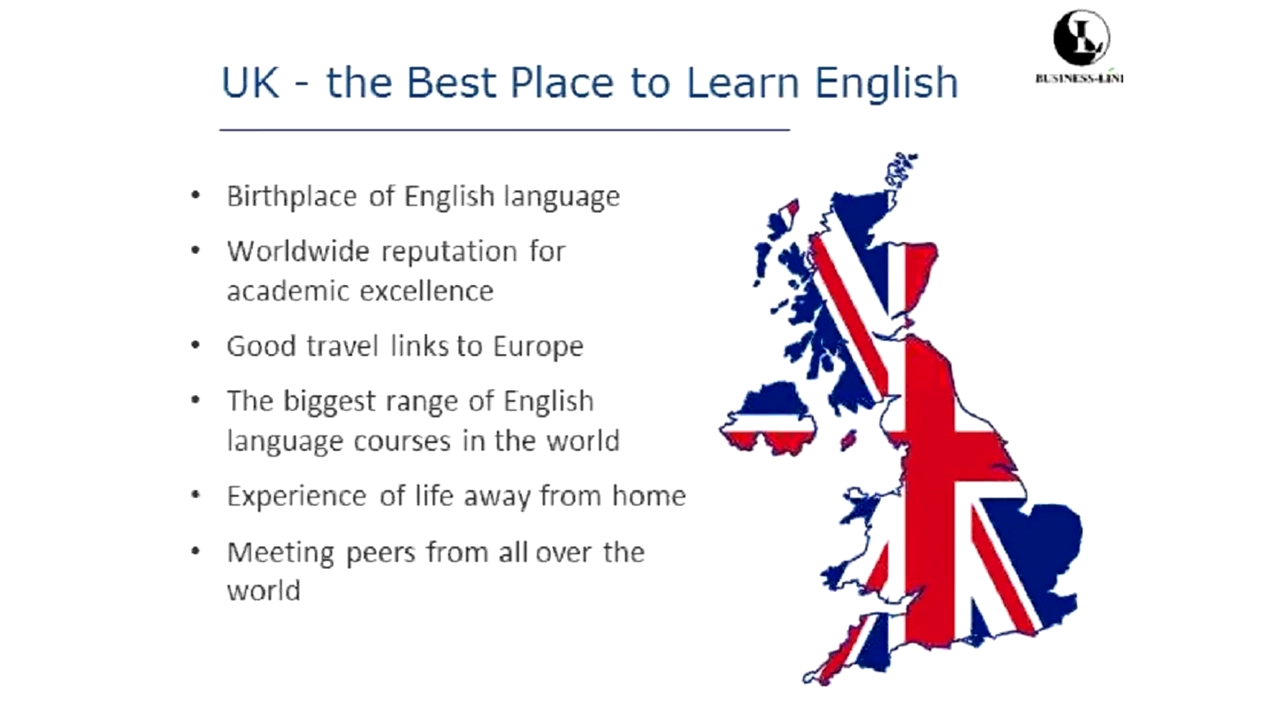 UK - the Best Place to Learn English
BUSINESS-LINI
• Birthplace of English language
• Worldwide reputation for
academic excellence
• Good travel links to Europe
• The biggest range of English
language courses in the world
• Experience of life away from home
• Meeting peers from all over the
world